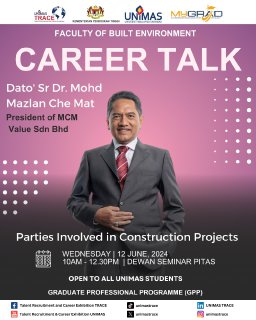 UNIMAS
TRACE
KEMENTERIAN PENDIDIKAN TINGGI
UNIMAS
MyGRAD
FACULTY OF BUILT ENVIRONMENT
CAREER TALK
Dato' Sr Dr. Mohd
Mazlan Che Mat
President of MCM
Value Sdn Bhd
Parties Involved in Construction Projects
WEDNESDAY | 12 JUNE, 2024
10AM - 12.30PM | DEWAN SEMINAR PITAS
OPEN TO ALL UNIMAS STUDENTS
GRADUATE PROFESSIONAL PROGRAMME (GPP)
Talent Recruitment and Career Exhibition TRACE
unimastrace
UNIMAS TRACE
Talent Recruitment & Career Exhibition UNIMAS
unimastrace
unimastrace